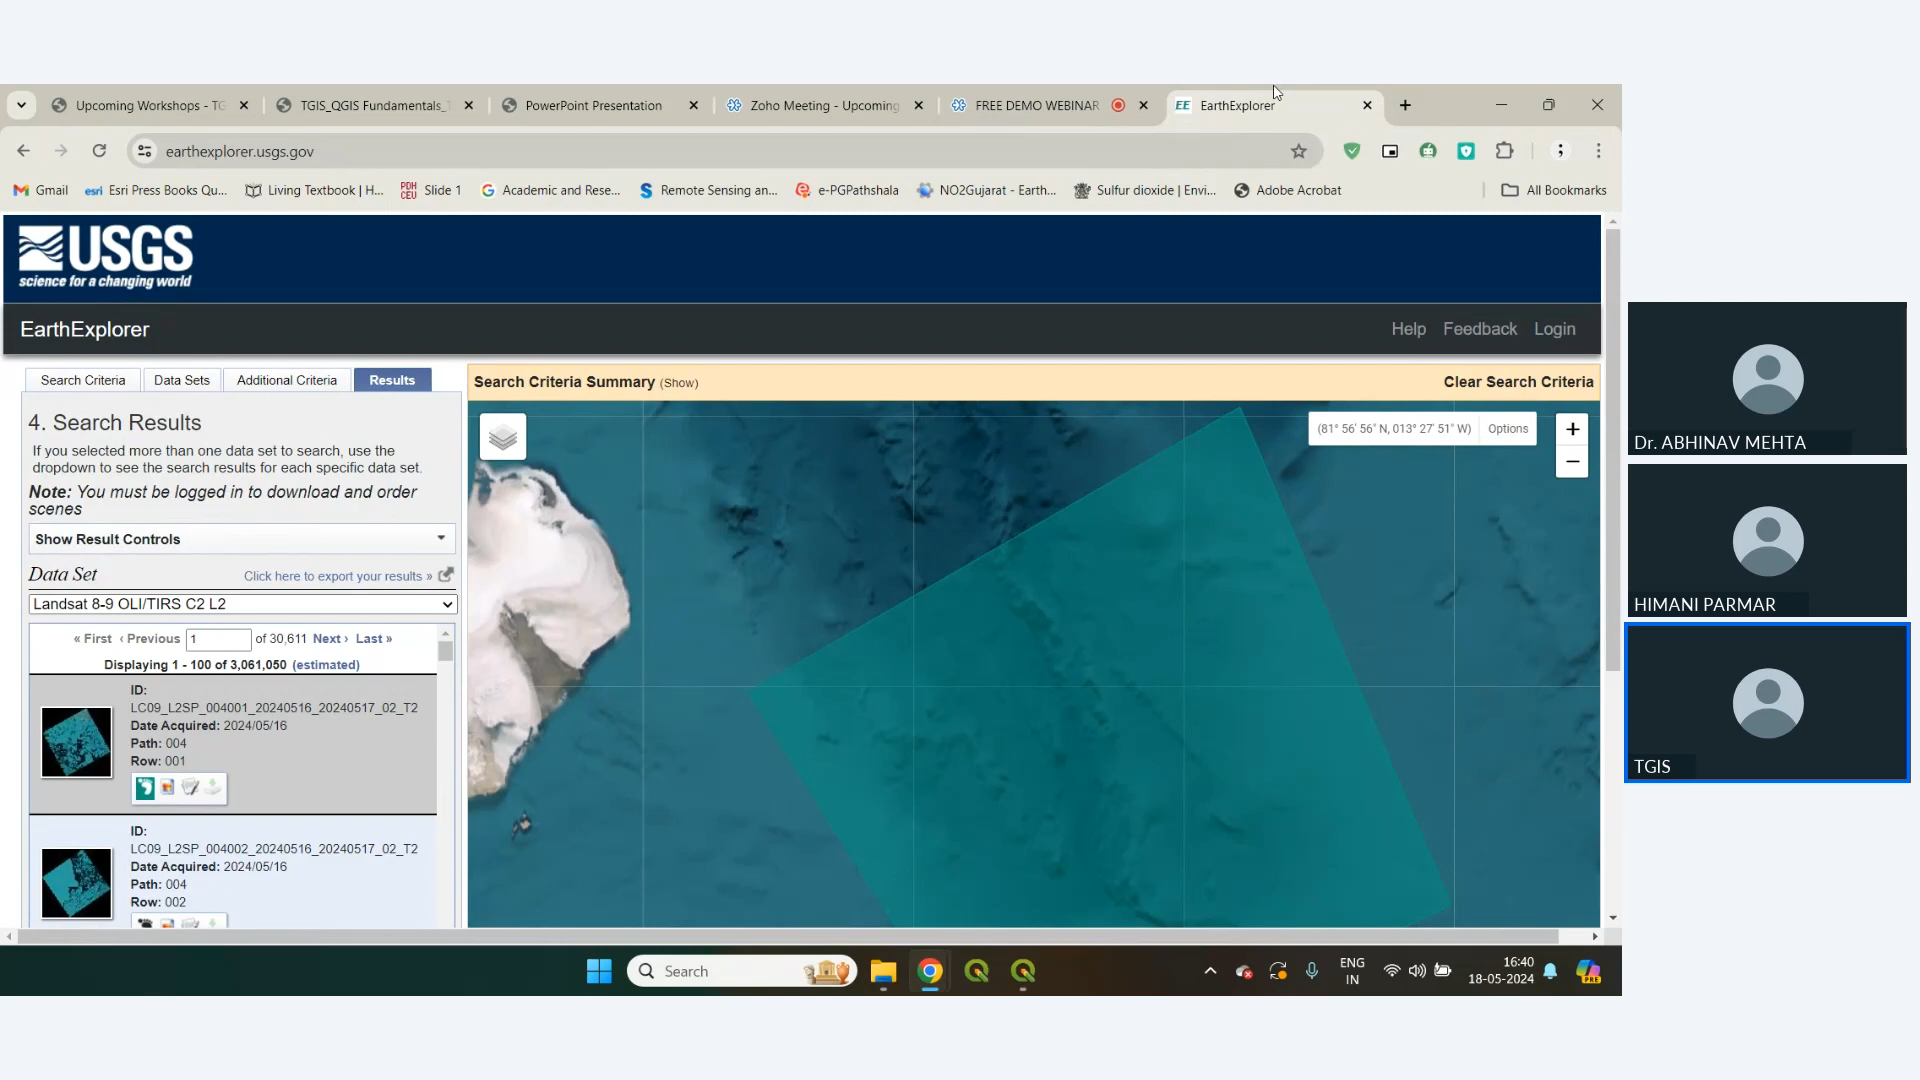 Upcoming Workshops - TG
TGIS_QGIS Fundamentals_
PowerPoint Presentation
Zoho Meeting - Upcoming
FREE DEMO WEBINAR
EE EarthExplorer
earthexplorer.usgs.gov
Gmail
esri Esri Press Books Qu...
Living Textbook | H...
PDH CEU Slide 1
Academic and Rese...
Remote Sensing an...
e-PGPathshala
NO2Gujarat - Earth...
Sulfur dioxide | Envi...
Adobe Acrobat
All Bookmarks
USGS
science for a changing world
EarthExplorer
Help Feedback Login
Search Criteria Data Sets Additional Criteria Results
Search Criteria Summary (Show)
Clear Search Criteria
4. Search Results
If you selected more than one data set to search, use the
dropdown to see the search results for each specific data set.
Note: You must be logged in to download and order
scenes
Show Result Controls
Data Set Click here to export your results »
Landsat 8-9 OLI/TIRS C2 L2
« First ‹ Previous 1 of 30,611 Next › Last »
Displaying 1 - 100 of 3,061,050 (estimated)
ID:
LC09_L2SP_004001_20240516_20240517_02_T2
Date Acquired: 2024/05/16
Path: 004
Row: 001
ID:
LC09_L2SP_004002_20240516_20240517_02_T2
Date Acquired: 2024/05/16
Path: 004
Row: 002
(81° 56' 56" N, 013° 27' 51" W) Options
+
−
Dr. ABHINAV MEHTA
HIMANI PARMAR
TGIS
Search
ENG
IN
16:40
18-05-2024
PRE